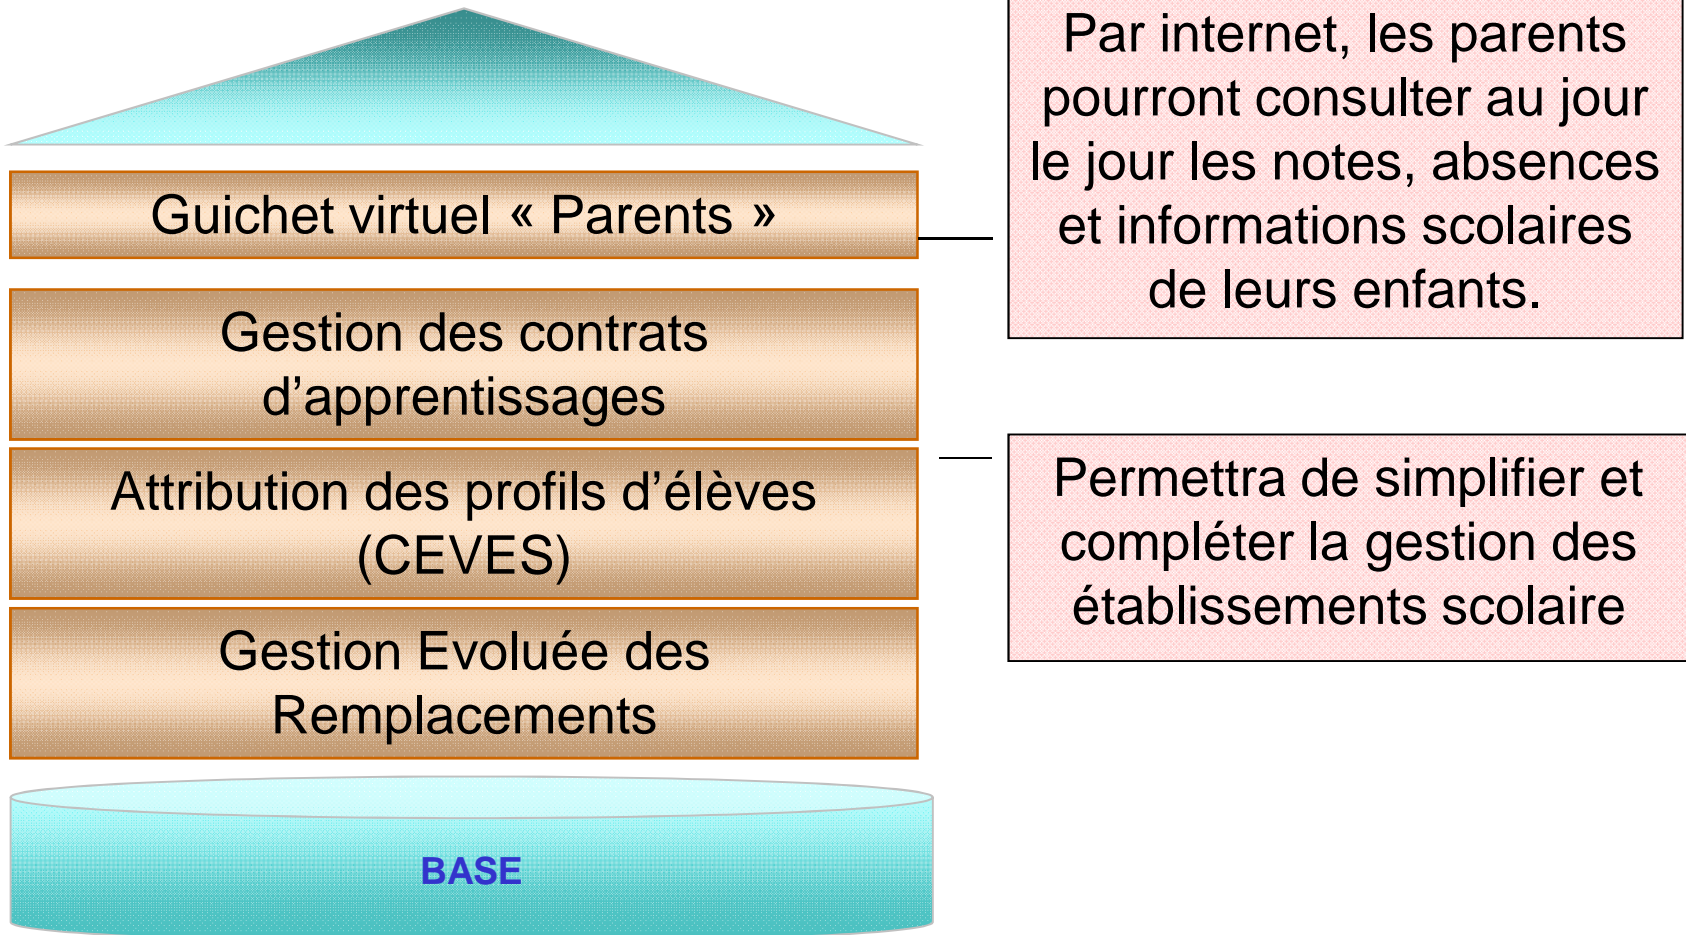 Guichet virtuel « Parents »
Gestion des contrats
d’apprentissages
Attribution des profils d’élèves
(CEVES)
Gestion Evoluée des
Remplacements
BASE
Par internet, les parents
pourront consulter au jour
le jour les notes, absences
et informations scolaires
de leurs enfants.
Permettra de simplifier et
compléter la gestion des
établissements scolaire